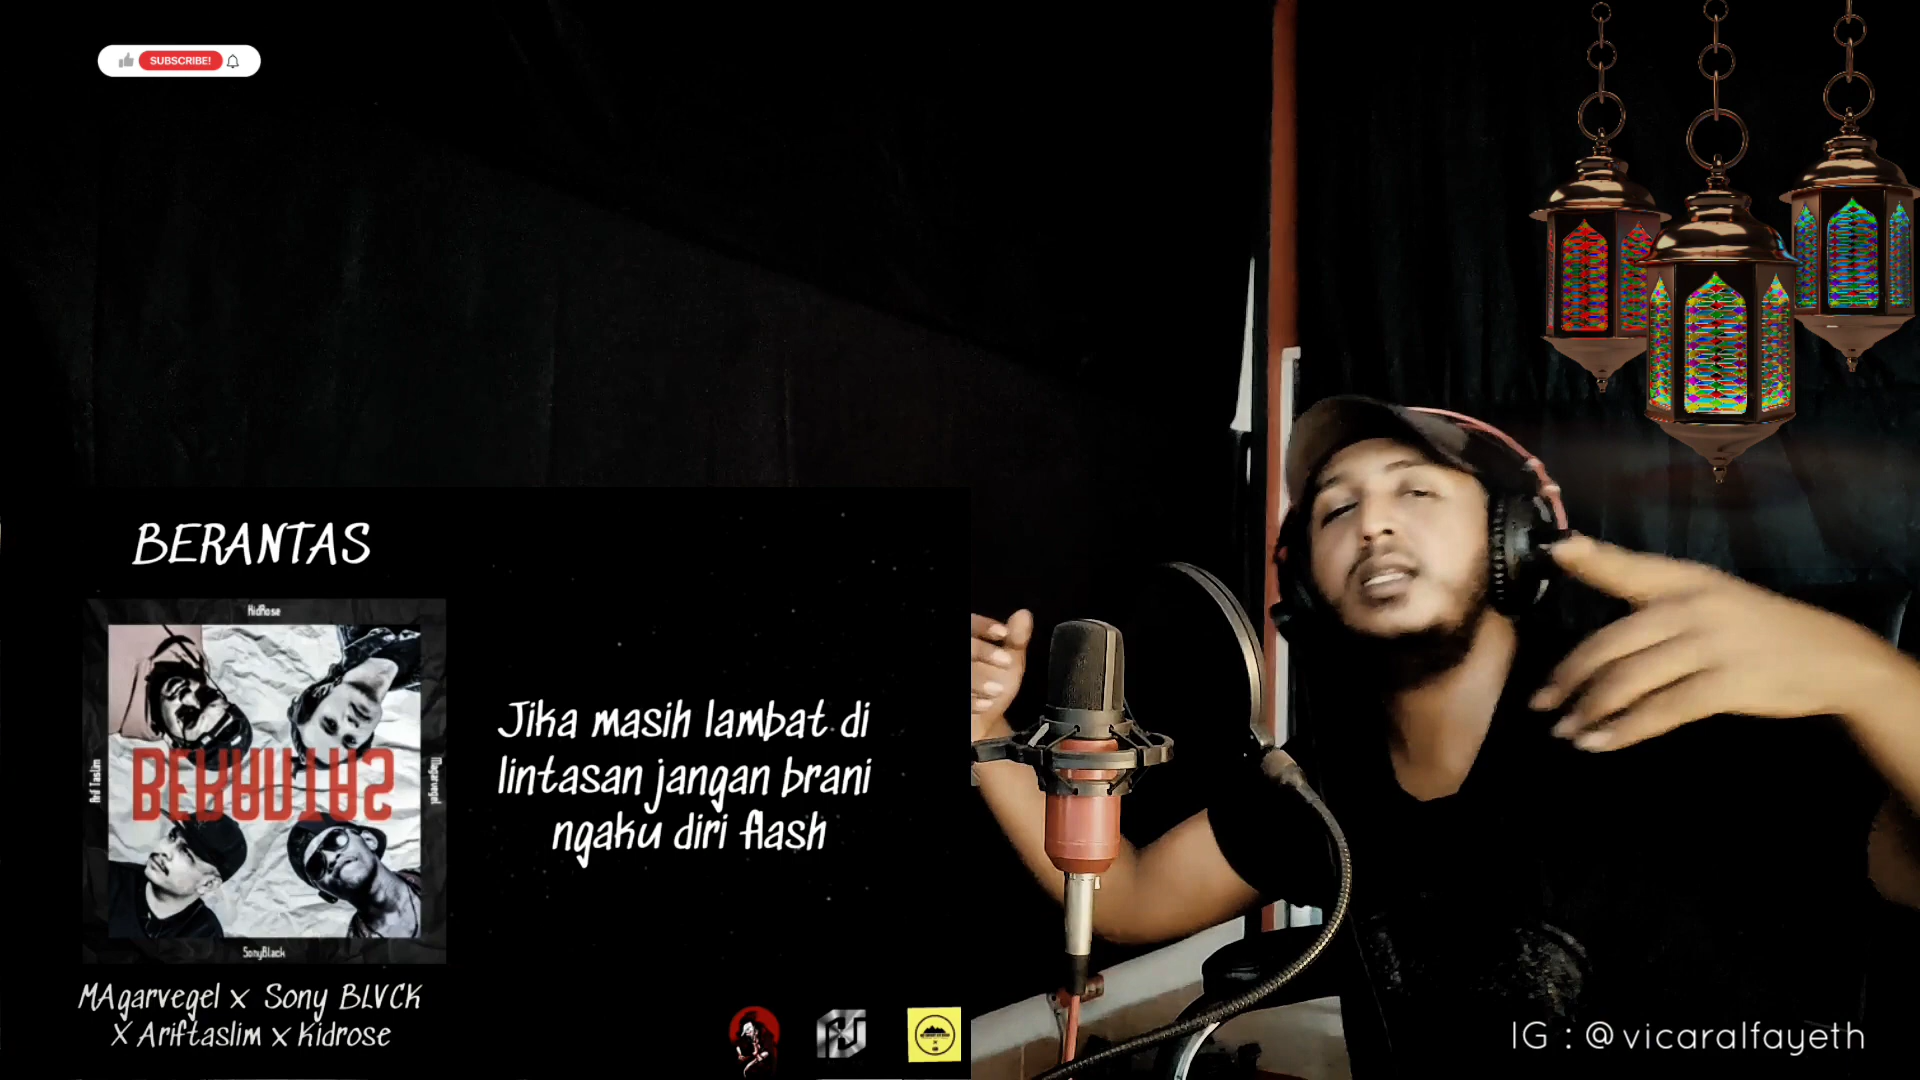 SUBSCRIBE!
BERANTAS
KidRose
Arif Taslim
Magarvegel
BERANTAS
SonyBlack
MAgarvegel x Sony BLVCK
X Ariftaslim x Kidrose
Jika masih lambat di
lintasan jangan brani
ngaku diri flash
IG : @vicaralfayeth